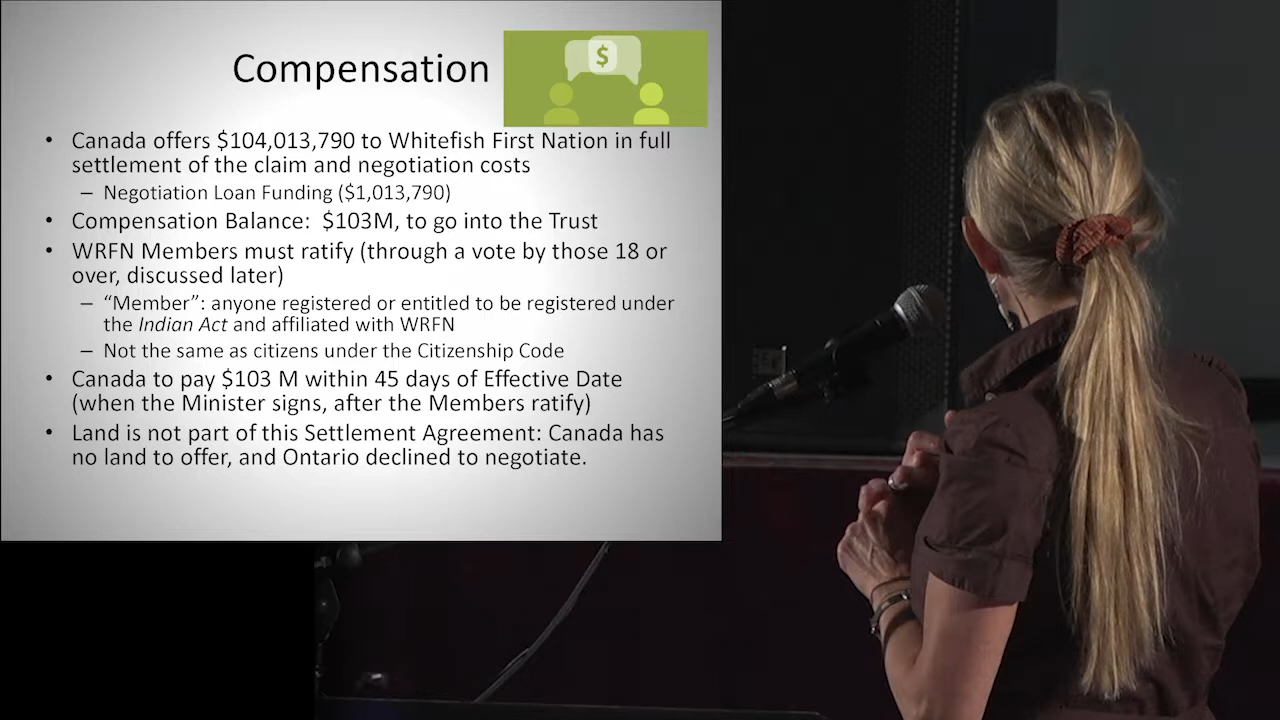 Compensation
$
• Canada offers $104,013,790 to Whitefish First Nation in full
settlement of the claim and negotiation costs
– Negotiation Loan Funding ($1,013,790)
• Compensation Balance: $103M, to go into the Trust
• WRFN Members must ratify (through a vote by those 18 or
over, discussed later)
– “Member”: anyone registered or entitled to be registered under
the Indian Act and affiliated with WRFN
– Not the same as citizens under the Citizenship Code
• Canada to pay $103 M within 45 days of Effective Date
(when the Minister signs, after the Members ratify)
• Land is not part of this Settlement Agreement: Canada has
no land to offer, and Ontario declined to negotiate.